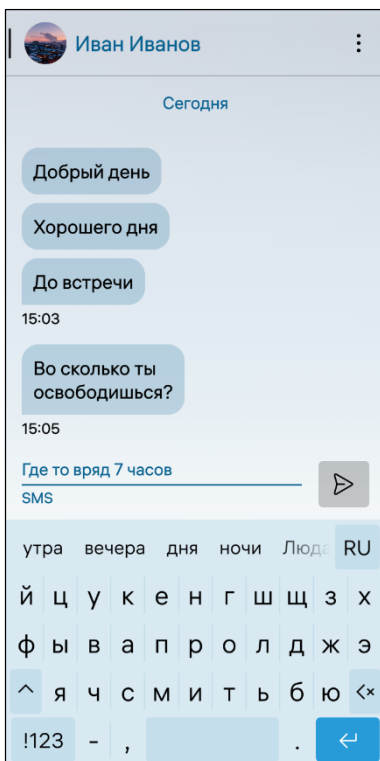 Иван Иванов
Сегодня
Добрый день
Хорошего дня
До встречи
15:03
Во сколько ты
освободишься?
15:05
Где то вряд 7 часов
SMS
утра вечера дня ночи Люда RU
й ц у к е н г ш щ з х
ф ы в а п р о л д ж э
я ч с м и т ь б ю
!123 - , .